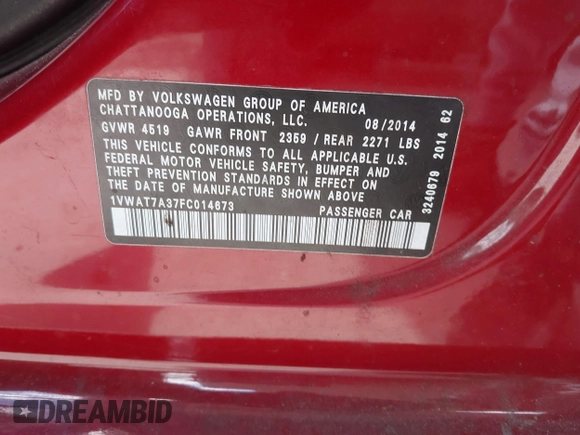 MFD BY VOLKSWAGEN GROUP OF AMERICA
CHATTANOOGA OPERATIONS, LLC. 08/2014
GVWR 4519 GAWR FRONT 2359 / REAR 2271 LBS
THIS VEHICLE CONFORMS TO ALL APPLICABLE U.S.
FEDERAL MOTOR VEHICLE SAFETY, BUMPER AND
THEFT PREVENTION STANDARDS IN EFFECT ON
THE DATE OF MANUFACTURE SHOWN ABOVE
1VWAT7A37FC014673 PASSENGER CAR
3240679 2014 62
DREAMBID